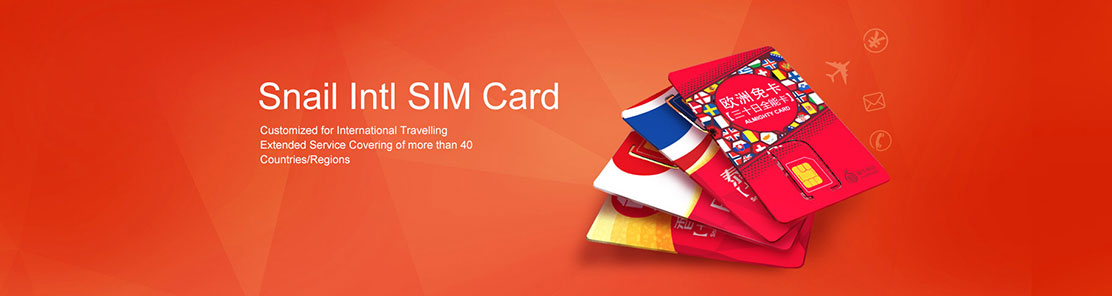 Snail Intl SIM Card
Customized for International Travelling
Extended Service Covering of more than 40
Countries/Regions
欧洲免卡
【三十日全能卡】
ALMIGHTY CARD
泰